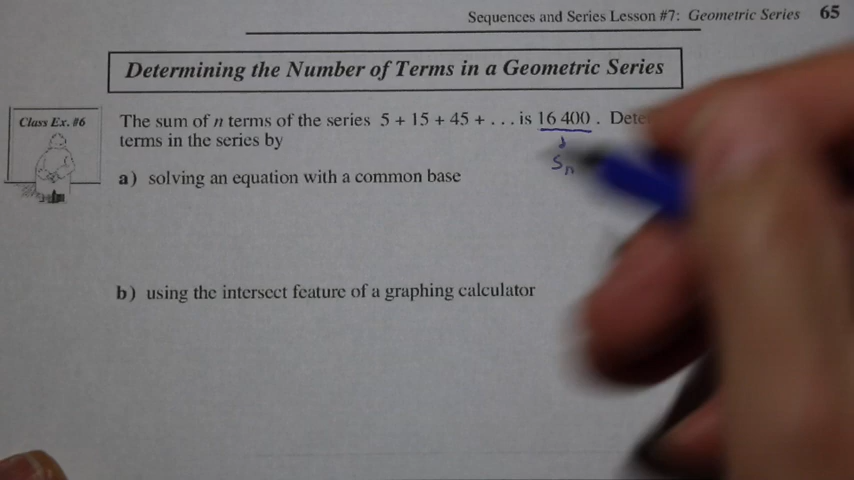 Sequences and Series Lesson #7: Geometric Series 65
Determining the Number of Terms in a Geometric Series
Class Ex. #6
The sum of n terms of the series 5 + 15 + 45 + . . . is 16 400 .
terms in the series by
Sn
a) solving an equation with a common base
b) using the intersect feature of a graphing calculator